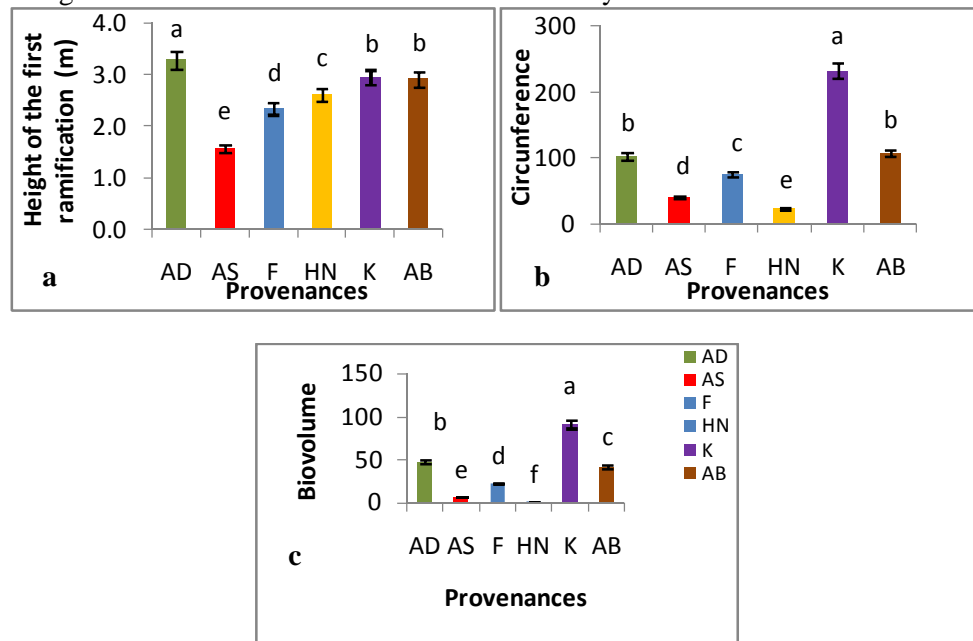 Height of the first
ramification (m)
4.0
3.0
2.0
1.0
0.0
a
e
d
c
b
b
AD AS F HN K AB
Provenances
a
Circunference
300
200
100
0
b
d
c
e
a
b
AD AS F HN K AB
Provenances
b
Biovolume
150
100
50
0
b
e
d
f
a
c
AD AS F HN K AB
Provenances
c
AD
AS
F
HN
K
AB